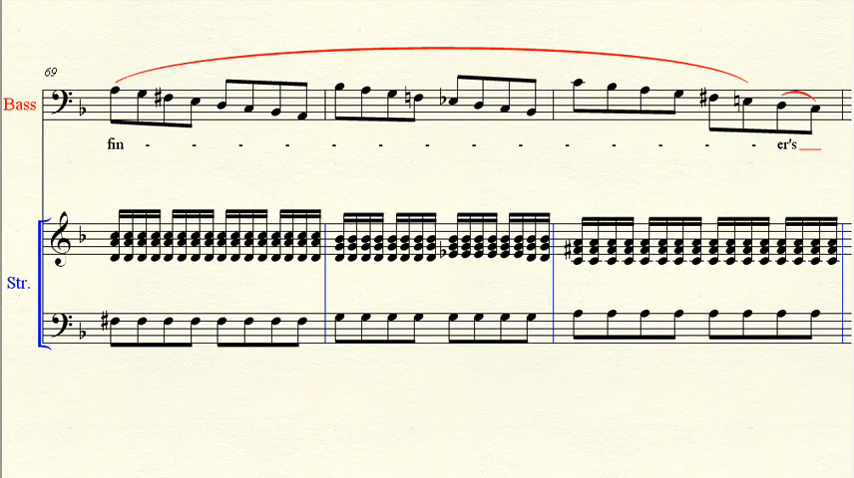 69
Bass
fin - - - - - - - - - - - - - - - - er's
Str.